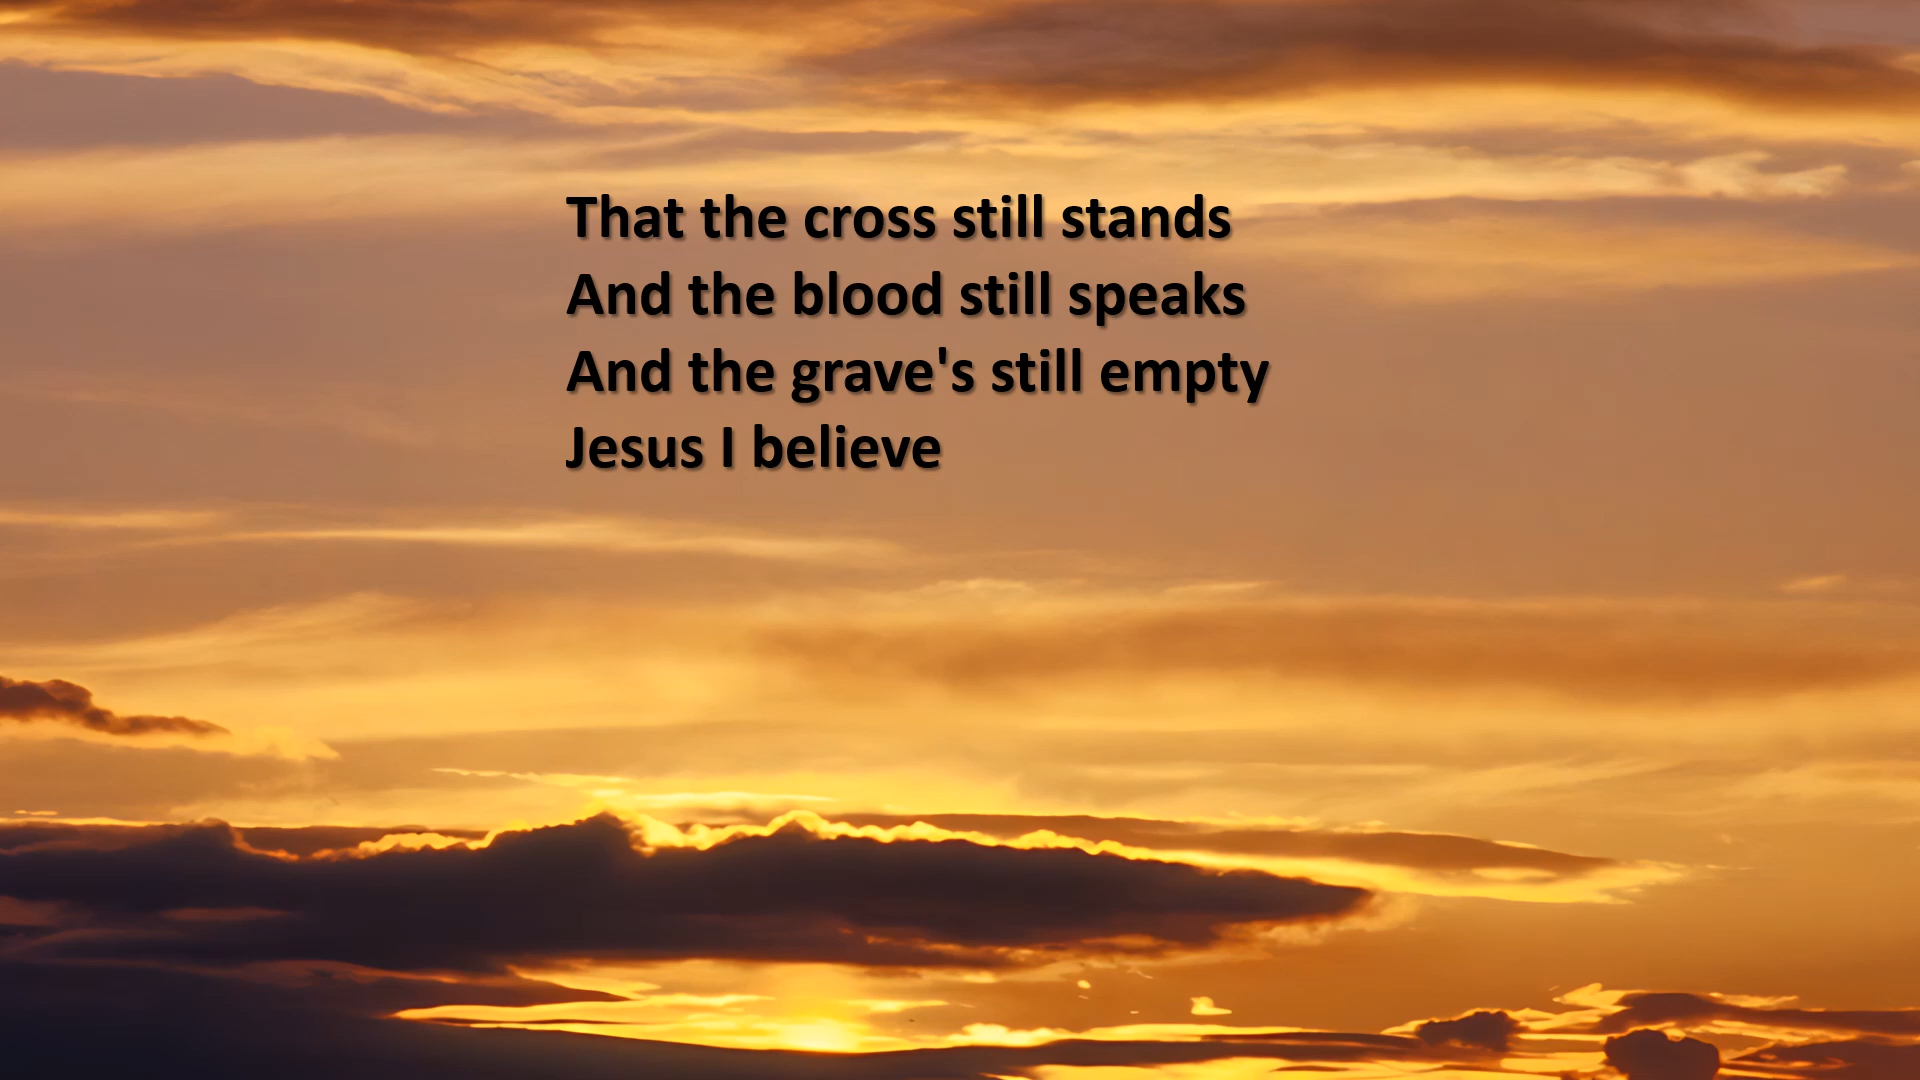 That the cross still stands
And the blood still speaks
And the grave's still empty
Jesus I believe